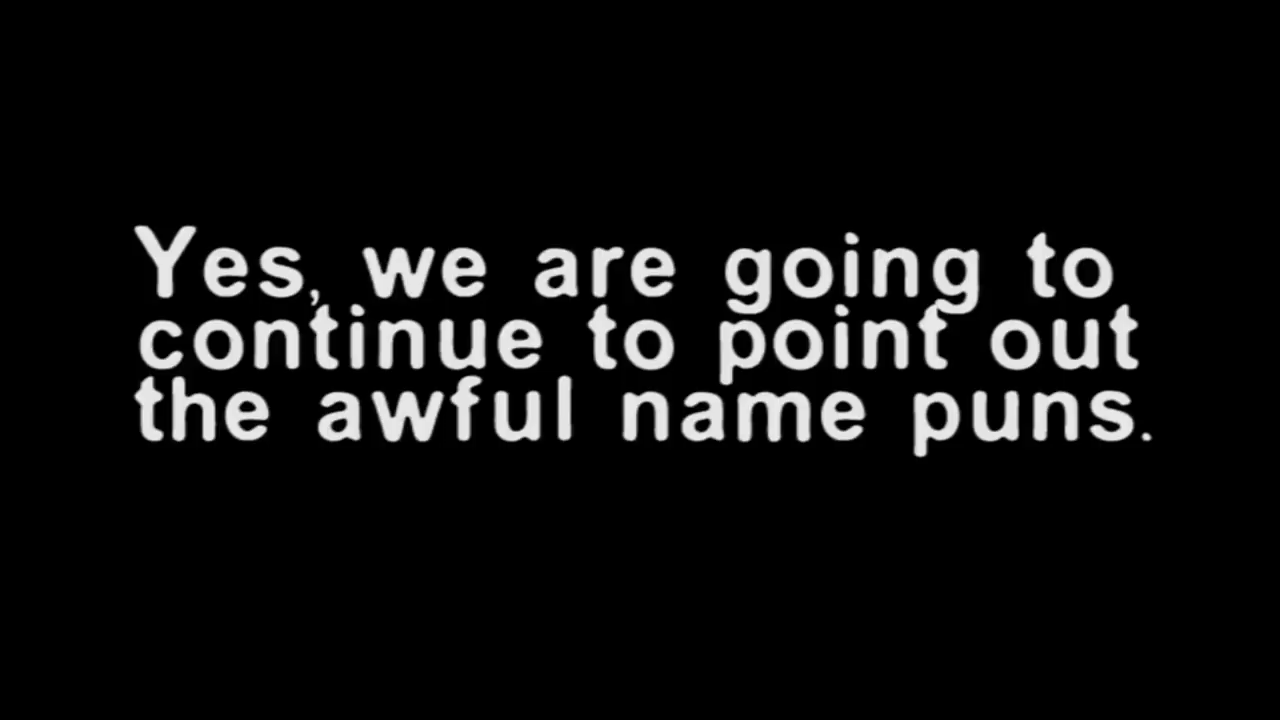 Yes, we are going to
continue to point out
the awful name puns.